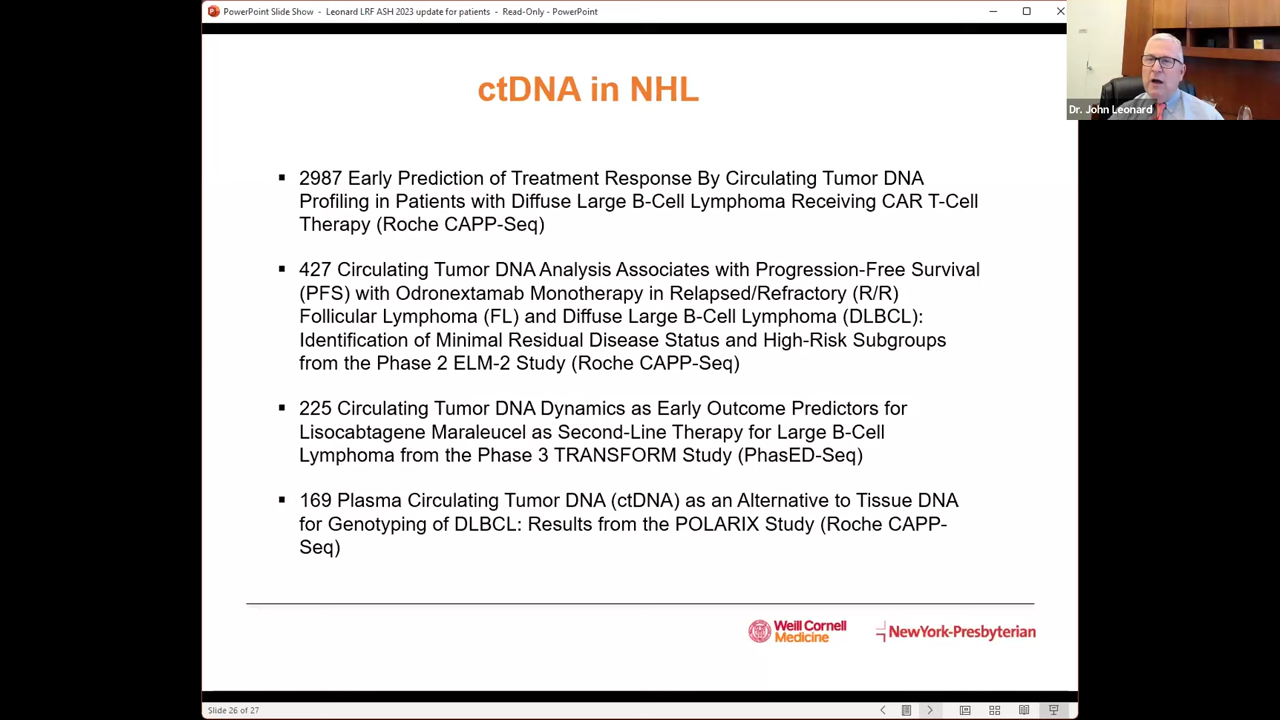 PowerPoint Slide Show - Leonard LRF ASH 2023 update for patients - Read-Only - PowerPoint
Dr. John Leonard
ctDNA in NHL
▪ 2987 Early Prediction of Treatment Response By Circulating Tumor DNA
Profiling in Patients with Diffuse Large B-Cell Lymphoma Receiving CAR T-Cell
Therapy (Roche CAPP-Seq)
▪ 427 Circulating Tumor DNA Analysis Associates with Progression-Free Survival
(PFS) with Odronextamab Monotherapy in Relapsed/Refractory (R/R)
Follicular Lymphoma (FL) and Diffuse Large B-Cell Lymphoma (DLBCL):
Identification of Minimal Residual Disease Status and High-Risk Subgroups
from the Phase 2 ELM-2 Study (Roche CAPP-Seq)
▪ 225 Circulating Tumor DNA Dynamics as Early Outcome Predictors for
Lisocabtagene Maraleucel as Second-Line Therapy for Large B-Cell
Lymphoma from the Phase 3 TRANSFORM Study (PhasED-Seq)
▪ 169 Plasma Circulating Tumor DNA (ctDNA) as an Alternative to Tissue DNA
for Genotyping of DLBCL: Results from the POLARIX Study (Roche CAPP-
Seq)
Weill Cornell
Medicine
NewYork-Presbyterian
Slide 26 of 27